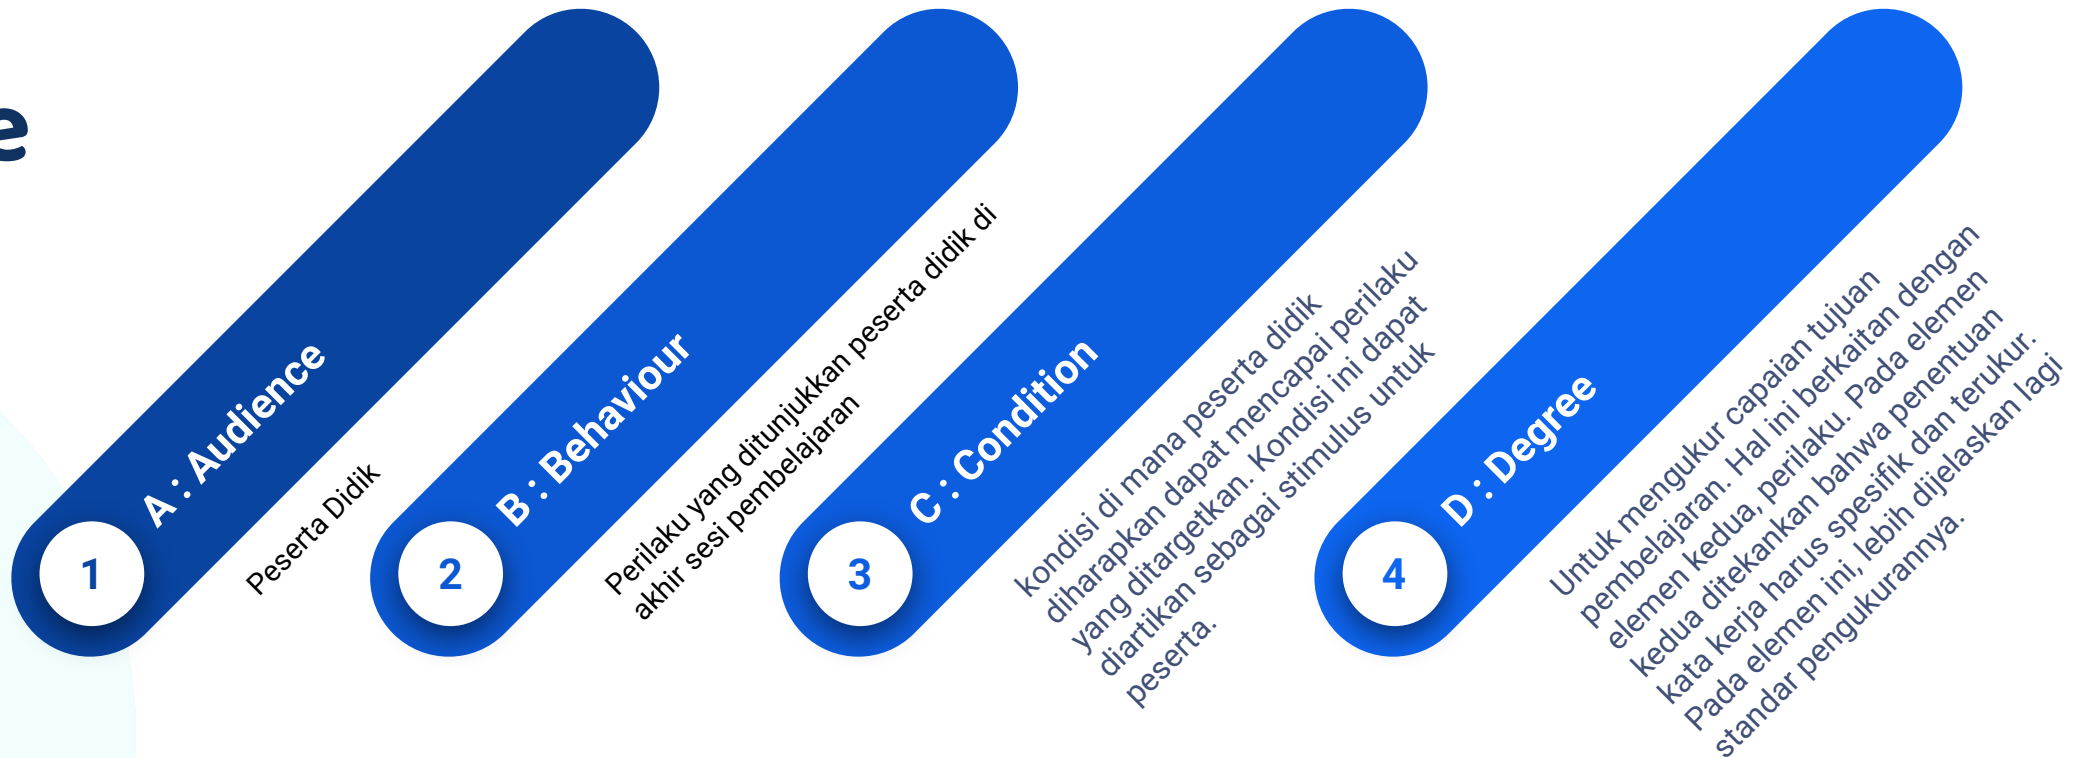 e
1
A : Audience
Peserta Didik
2
B : Behaviour
Perilaku yang ditunjukkan peserta didik di
akhir sesi pembelajaran
3
C : Condition
kondisi di mana peserta didik
diharapkan dapat mencapai perilaku
yang ditargetkan. Kondisi ini dapat
diartikan sebagai stimulus untuk
peserta.
4
D : Degree
Untuk mengukur capaian tujuan
pembelajaran. Hal ini berkaitan dengan
elemen kedua, perilaku. Pada elemen
kedua ditekankan bahwa penentuan
kata kerja harus spesifik dan terukur.
Pada elemen ini, lebih dijelaskan lagi
standar pengukurannya.